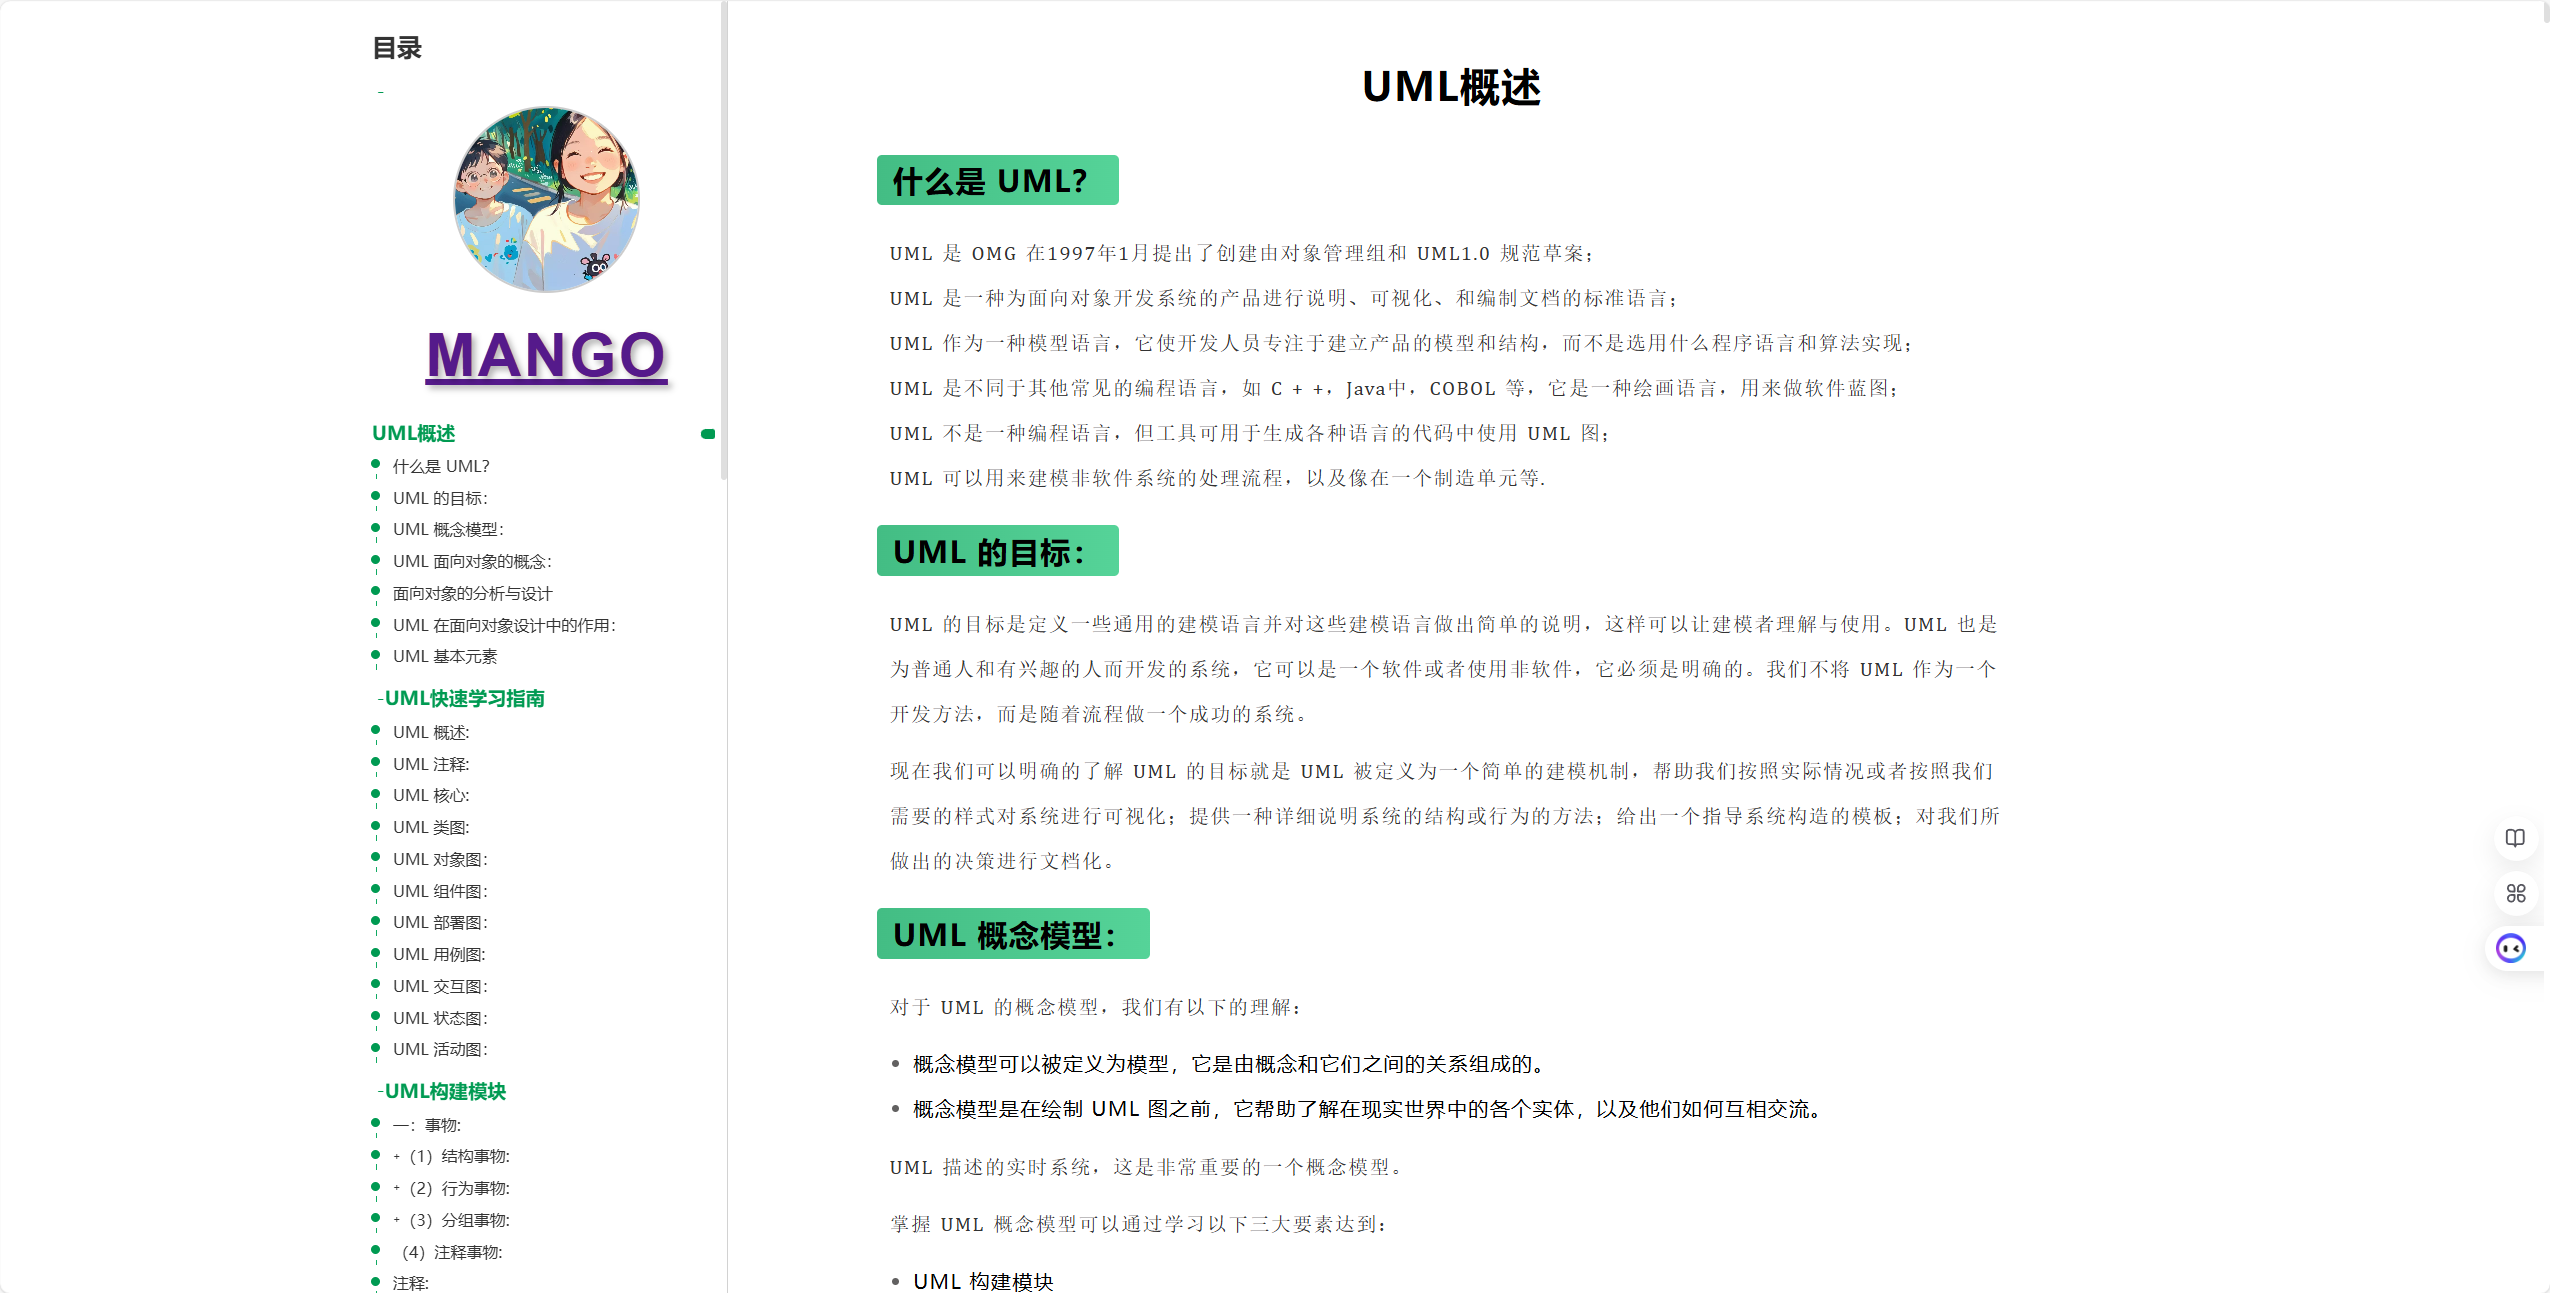 目录
-
MANGO
UML概述
什么是 UML?
UML 的目标：
UML 概念模型：
UML 面向对象的概念：
面向对象的分析与设计
UML 在面向对象设计中的作用：
UML 基本元素
-UML快速学习指南
UML 概述:
UML 注释:
UML 核心:
UML 类图:
UML 对象图：
UML 组件图：
UML 部署图：
UML 用例图:
UML 交互图：
UML 状态图：
UML 活动图：
-UML构建模块
一：事物:
+（1）结构事物:
+（2）行为事物:
+（3）分组事物:
（4）注释事物:
注释:
UML概述
什么是 UML？
UML 是 OMG 在1997年1月提出了创建由对象管理组和 UML1.0 规范草案；
UML 是一种为面向对象开发系统的产品进行说明、可视化、和编制文档的标准语言；
UML 作为一种模型语言，它使开发人员专注于建立产品的模型和结构，而不是选用什么程序语言和算法实现；
UML 是不同于其他常见的编程语言，如 C + +，Java中，COBOL 等，它是一种绘画语言，用来做软件蓝图；
UML 不是一种编程语言，但工具可用于生成各种语言的代码中使用 UML 图；
UML 可以用来建模非软件系统的处理流程，以及像在一个制造单元等.
UML 的目标：
UML 的目标是定义一些通用的建模语言并对这些建模语言做出简单的说明，这样可以让建模者理解与使用。UML 也是
为普通人和有兴趣的人而开发的系统，它可以是一个软件或者使用非软件，它必须是明确的。我们不将 UML 作为一个
开发方法，而是随着流程做一个成功的系统。
现在我们可以明确的了解 UML 的目标就是 UML 被定义为一个简单的建模机制，帮助我们按照实际情况或者按照我们
需要的样式对系统进行可视化；提供一种详细说明系统的结构或行为的方法；给出一个指导系统构造的模板；对我们所
做出的决策进行文档化。
UML 概念模型：
对于 UML 的概念模型，我们有以下的理解：
• 概念模型可以被定义为模型，它是由概念和它们之间的关系组成的。
• 概念模型是在绘制 UML 图之前，它帮助了解在现实世界中的各个实体，以及他们如何互相交流。
UML 描述的实时系统，这是非常重要的一个概念模型。
掌握 UML 概念模型可以通过学习以下三大要素达到：
• UML 构建模块